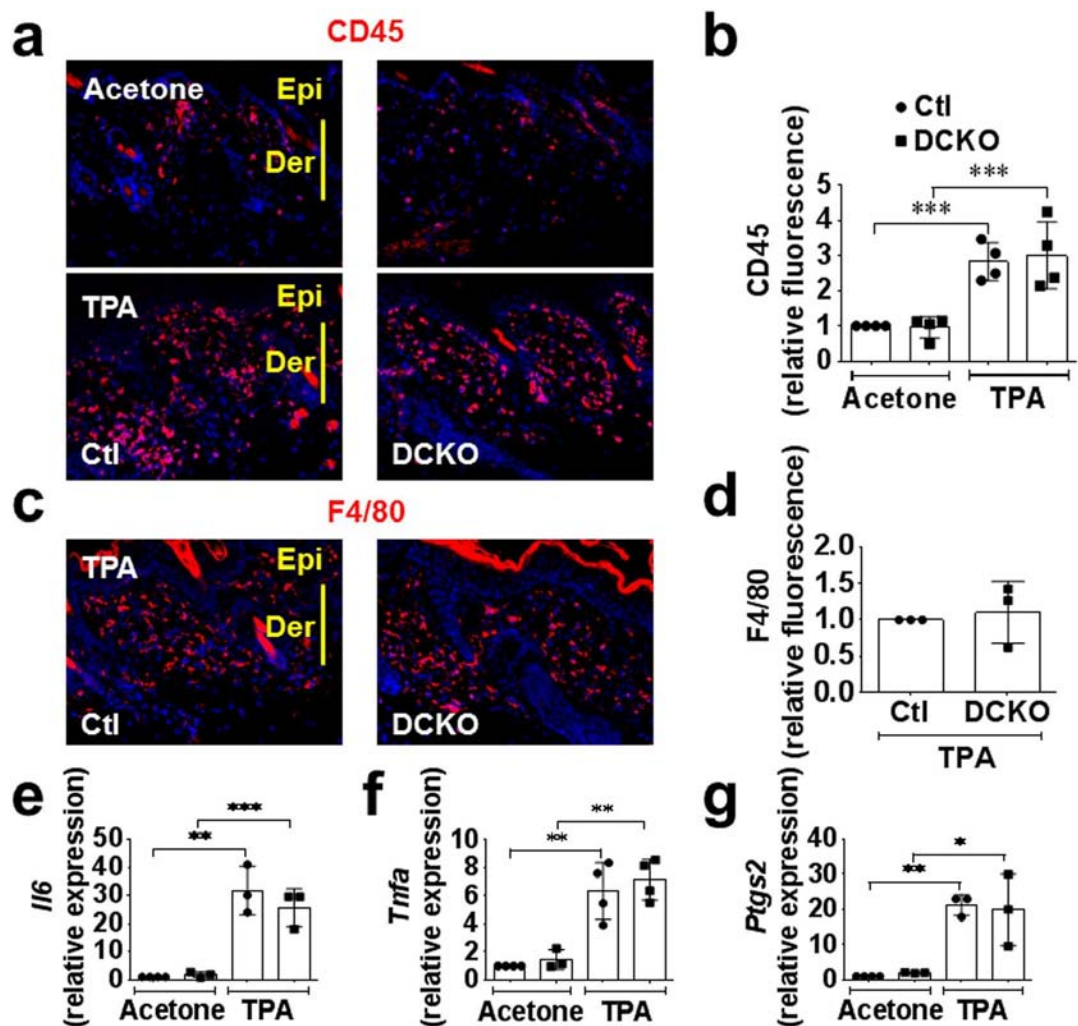 a
CD45
Acetone
Epi
Der
TPA
Epi
Der
Ctl
DCKO
b
Ctl
DCKO
***
***
CD45
(relative fluorescence)
5
4
3
2
1
0
Acetone
TPA
c
F4/80
TPA
Epi
Der
Ctl
DCKO
d
F4/80
(relative fluorescence)
2.0
1.5
1.0
0.5
0.0
Ctl
DCKO
TPA
e
Il6
(relative expression)
50
40
30
20
10
0
**
***
Acetone
TPA
f
Tnfa
(relative expression)
10
8
6
4
2
0
**
**
Acetone
TPA
g
Ptgs2
(relative expression)
40
30
20
10
0
**
*
Acetone
TPA